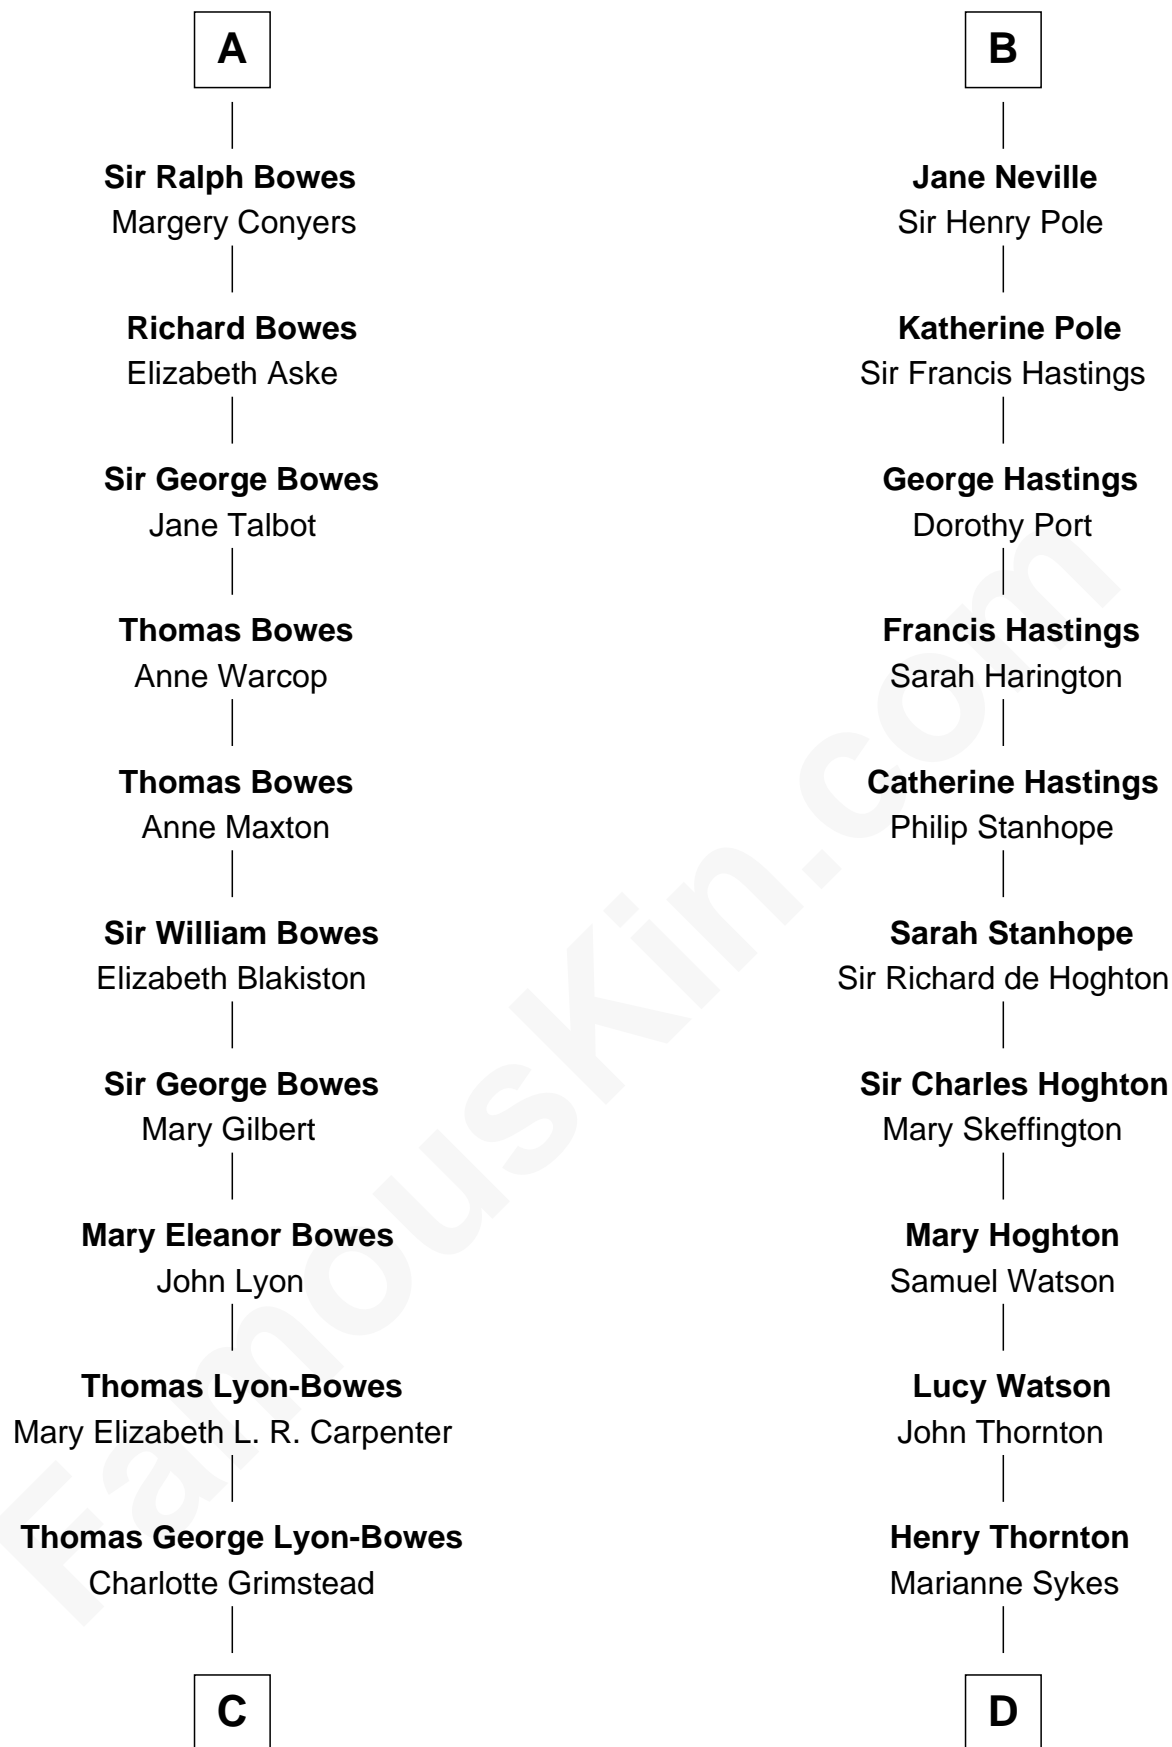 A
Sir Ralph Bowes
Margery Conyers
Richard Bowes
Elizabeth Aske
Sir George Bowes
Jane Talbot
Thomas Bowes
Anne Warcop
Thomas Bowes
Anne Maxton
Sir William Bowes
Elizabeth Blakiston
Sir George Bowes
Mary Gilbert
Mary Eleanor Bowes
John Lyon
Thomas Lyon-Bowes
Mary Elizabeth L. R. Carpenter
Thomas George Lyon-Bowes
Charlotte Grimstead
C
B
Jane Neville
Sir Henry Pole
Katherine Pole
Sir Francis Hastings
George Hastings
Dorothy Port
Francis Hastings
Sarah Harington
Catherine Hastings
Philip Stanhope
Sarah Stanhope
Sir Richard de Hoghton
Sir Charles Hoghton
Mary Skeffington
Mary Hoghton
Samuel Watson
Lucy Watson
John Thornton
Henry Thornton
Marianne Sykes
D
FamousKin.com